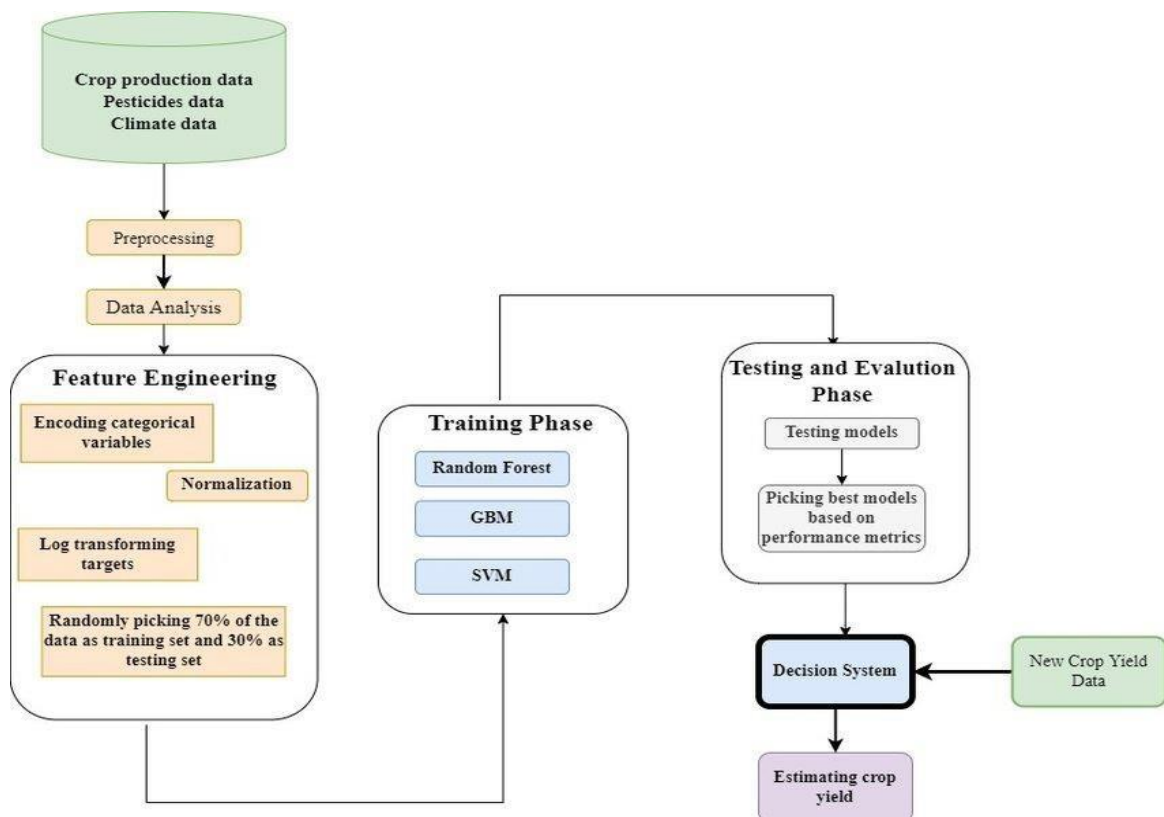 Crop production data
Pesticides data
Climate data
Preprocessing
Data Analysis
Feature Engineering
Encoding categorical
variables
Normalization
Log transforming
targets
Randomly picking 70% of the
data as training set and 30% as
testing set
Training Phase
Random Forest
GBM
SVM
Testing and Evalution
Phase
Testing models
Picking best models
based on
performance metrics
Decision System
New Crop Yield
Data
Estimating crop
yield